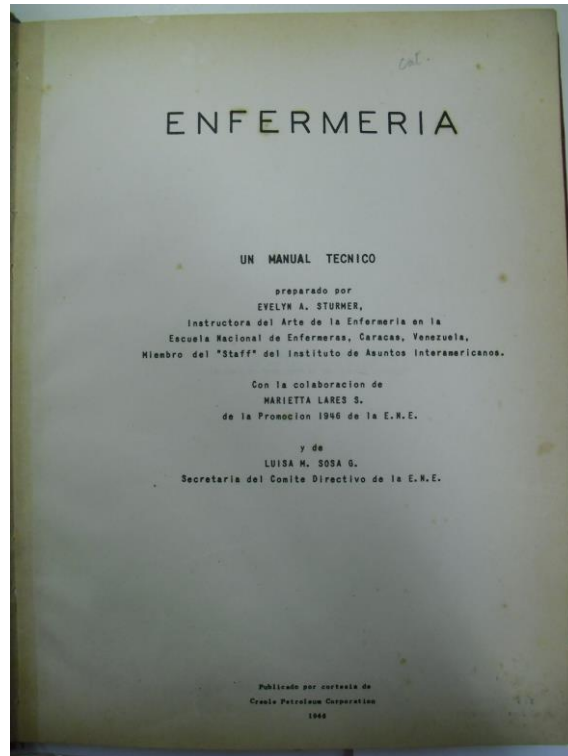 cat.
ENFERMERIA
UN MANUAL TECNICO
preparado por
EVELYN A. STURMER,
Instructora del Arte de la Enfermeria en la
Escuela Nacional de Enfermeras, Caracas, Venezuela,
Miembro del "Staff" del Instituto de Asuntos Interamericanos.
Con la colaboracion de
MARIETTA LARES S.
de la Promocion 1946 de la E.N.E.
y de
LUISA M. SOSA G.
Secretaria del Comite Directivo de la E.N.E.
Publicado por cortesia de
Creole Petroleum Corporation
1946